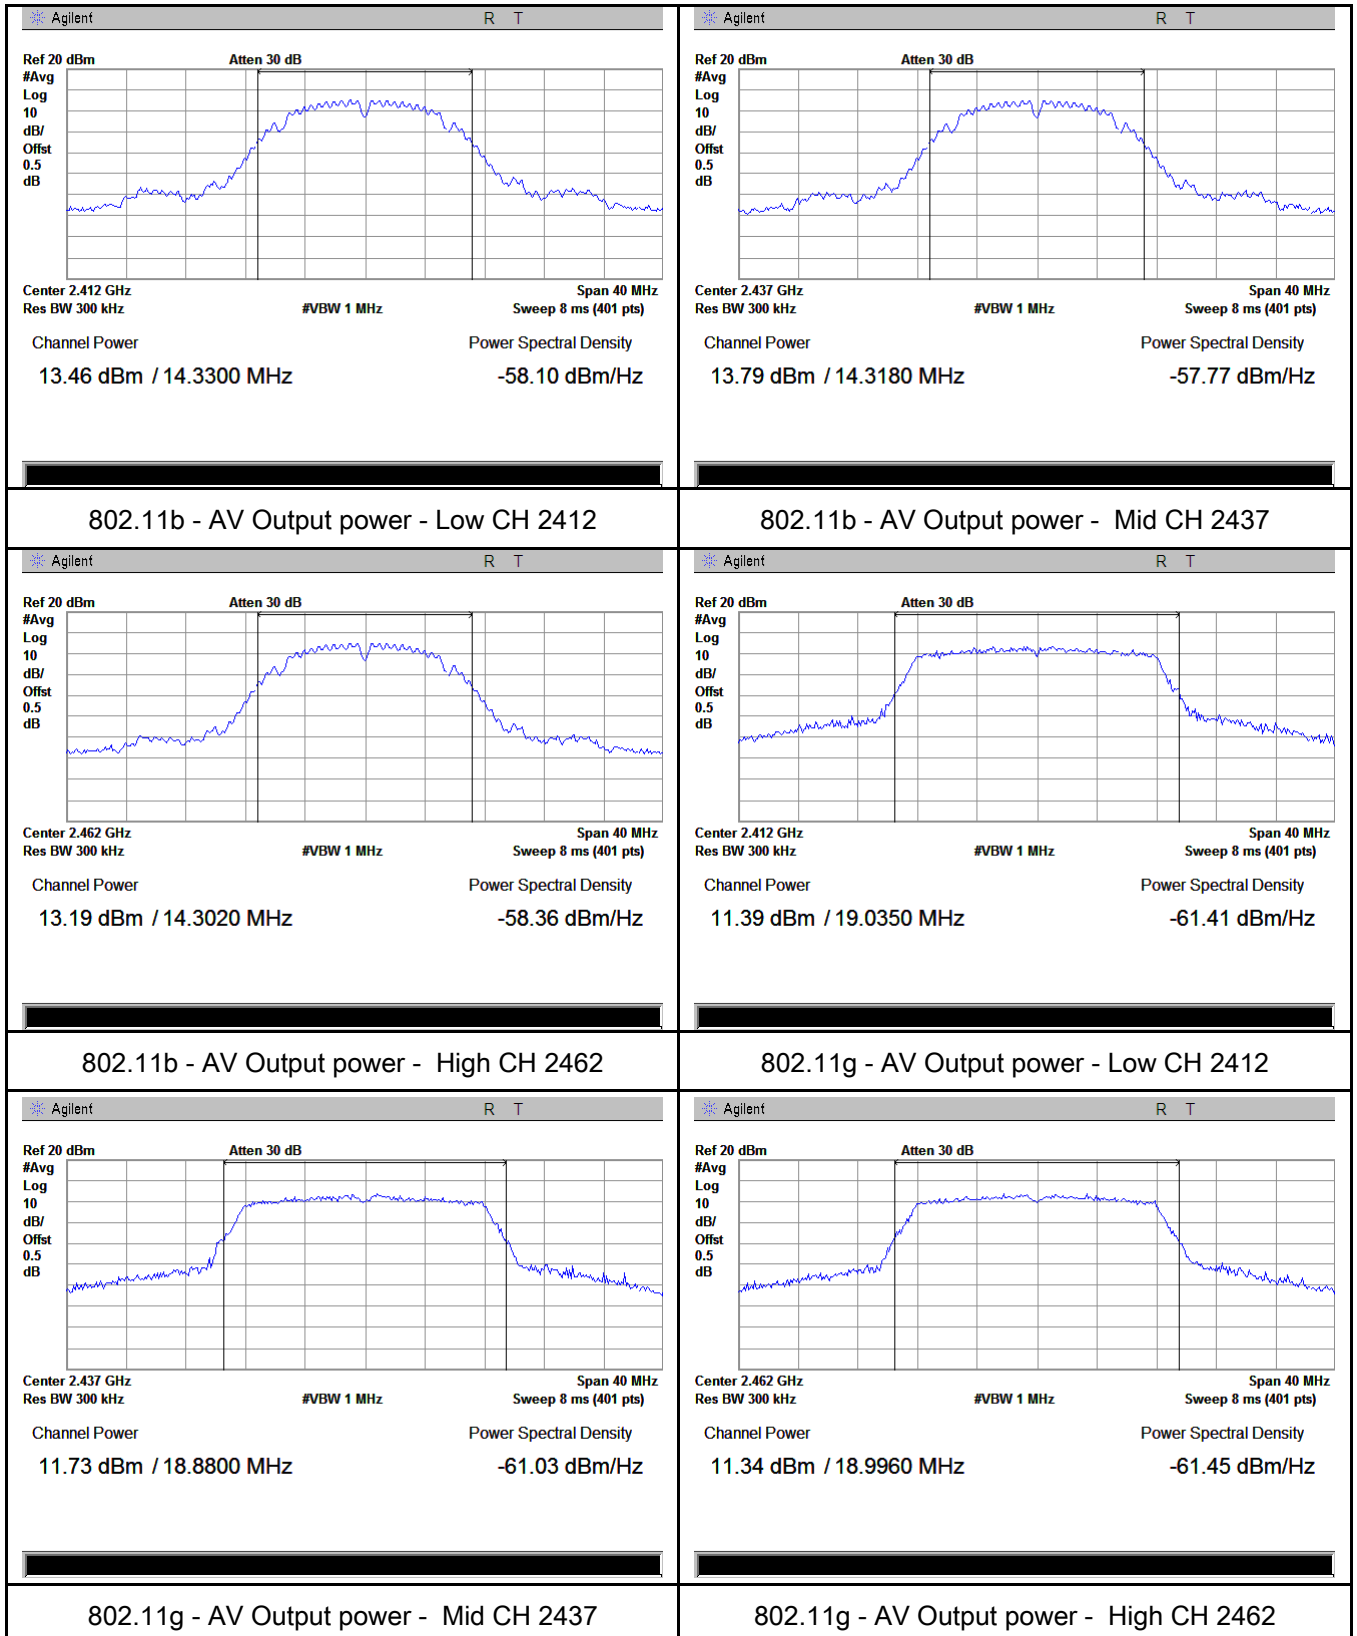 Agilent R T
Ref 20 dBm Atten 30 dB
#Avg
Log
10
dB/
Offst
0.5
dB
Center 2.412 GHz Span 40 MHz
Res BW 300 kHz #VBW 1 MHz Sweep 8 ms (401 pts)
Channel Power Power Spectral Density
13.46 dBm / 14.3300 MHz -58.10 dBm/Hz
802.11b - AV Output power - Low CH 2412
Agilent R T
Ref 20 dBm Atten 30 dB
#Avg
Log
10
dB/
Offst
0.5
dB
Center 2.437 GHz Span 40 MHz
Res BW 300 kHz #VBW 1 MHz Sweep 8 ms (401 pts)
Channel Power Power Spectral Density
13.79 dBm / 14.3180 MHz -57.77 dBm/Hz
802.11b - AV Output power - Mid CH 2437
Agilent R T
Ref 20 dBm Atten 30 dB
#Avg
Log
10
dB/
Offst
0.5
dB
Center 2.462 GHz Span 40 MHz
Res BW 300 kHz #VBW 1 MHz Sweep 8 ms (401 pts)
Channel Power Power Spectral Density
13.19 dBm / 14.3020 MHz -58.36 dBm/Hz
802.11b - AV Output power - High CH 2462
Agilent R T
Ref 20 dBm Atten 30 dB
#Avg
Log
10
dB/
Offst
0.5
dB
Center 2.412 GHz Span 40 MHz
Res BW 300 kHz #VBW 1 MHz Sweep 8 ms (401 pts)
Channel Power Power Spectral Density
11.39 dBm / 19.0350 MHz -61.41 dBm/Hz
802.11g - AV Output power - Low CH 2412
Agilent R T
Ref 20 dBm Atten 30 dB
#Avg
Log
10
dB/
Offst
0.5
dB
Center 2.437 GHz Span 40 MHz
Res BW 300 kHz #VBW 1 MHz Sweep 8 ms (401 pts)
Channel Power Power Spectral Density
11.73 dBm / 18.8800 MHz -61.03 dBm/Hz
802.11g - AV Output power - Mid CH 2437
Agilent R T
Ref 20 dBm Atten 30 dB
#Avg
Log
10
dB/
Offst
0.5
dB
Center 2.462 GHz Span 40 MHz
Res BW 300 kHz #VBW 1 MHz Sweep 8 ms (401 pts)
Channel Power Power Spectral Density
11.34 dBm / 18.9960 MHz -61.45 dBm/Hz
802.11g - AV Output power - High CH 2462